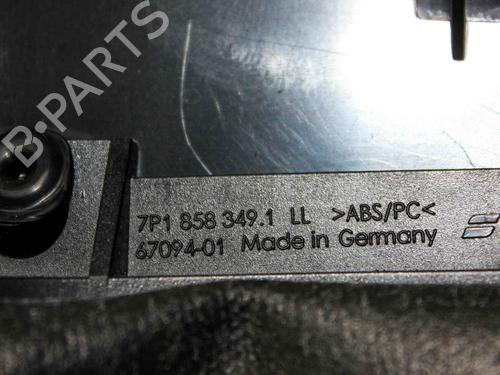 B-PARTS
7P1 858 349.1 LL >ABS/PC<
67094-01 Made in Germany